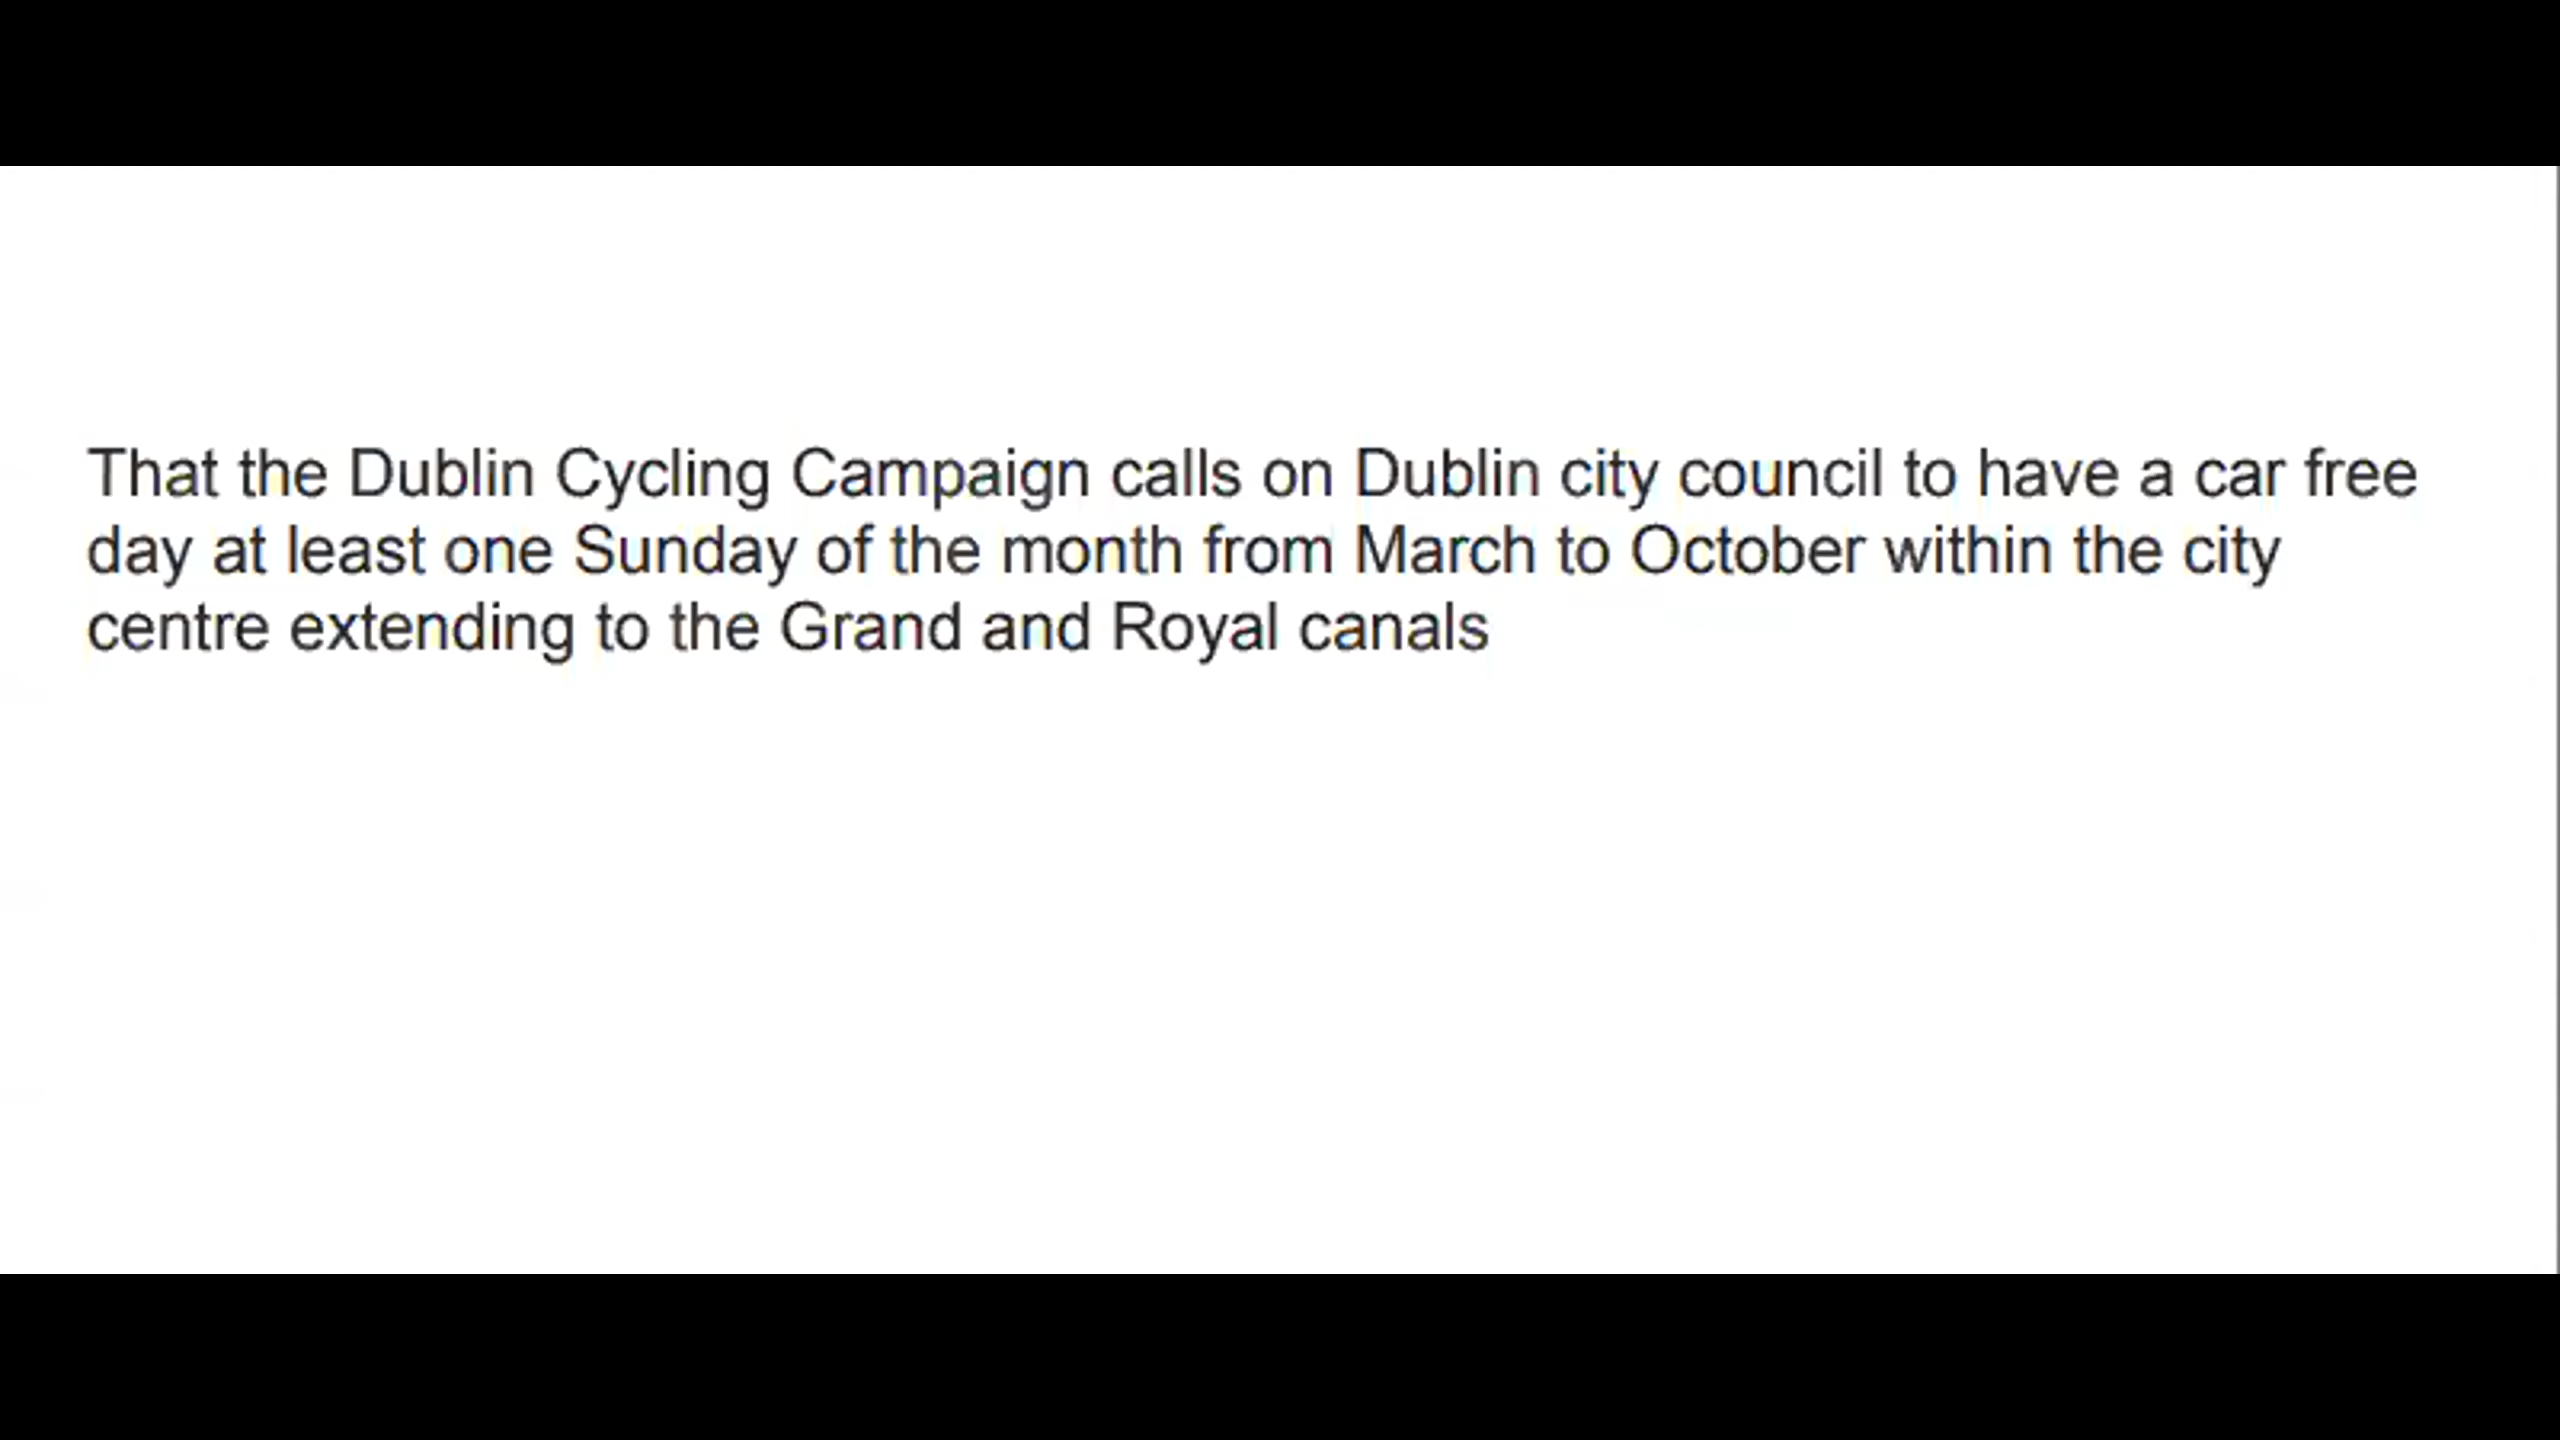 That the Dublin Cycling Campaign calls on Dublin city council to have a car free
day at least one Sunday of the month from March to October within the city
centre extending to the Grand and Royal canals